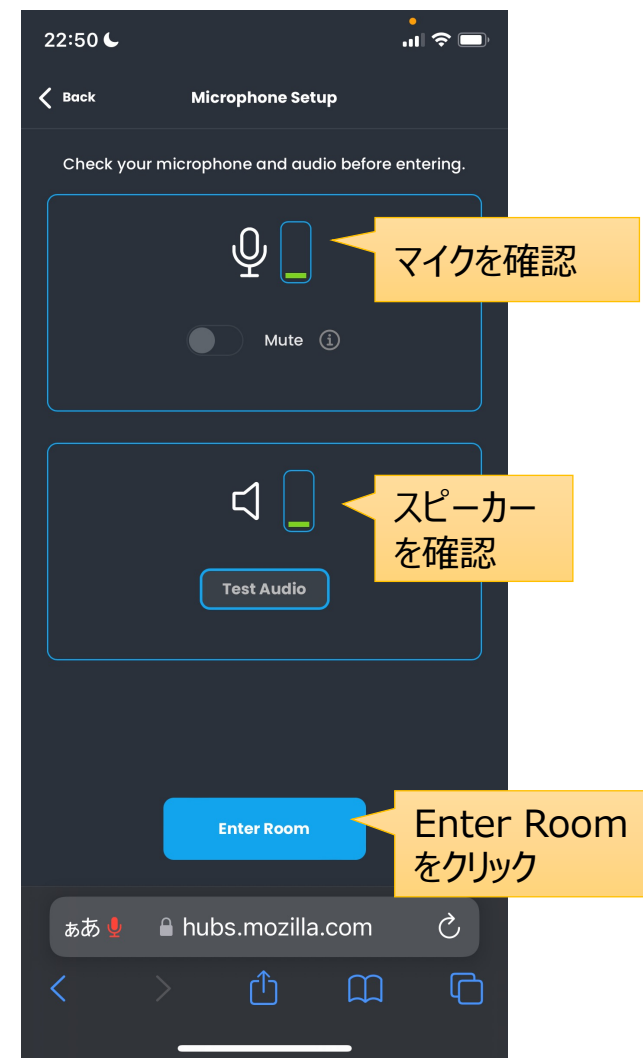 22:50
Back
Microphone Setup
Check your microphone and audio before entering.
マイクを確認
Mute
スピーカー
を確認
Test Audio
Enter Room
Enter Room
をクリック
ぁあ
hubs.mozilla.com